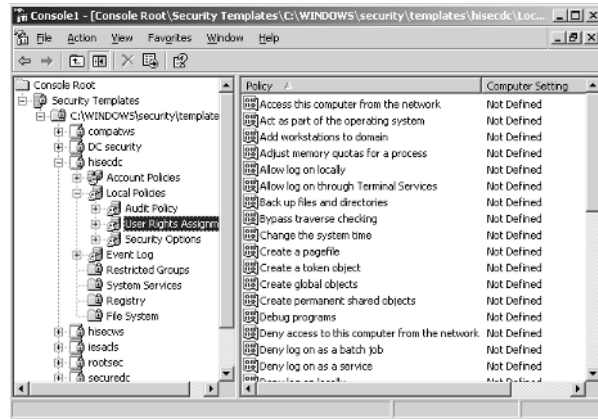 Console1 - [Console Root\Security Templates\C:\WINDOWS\security\templates\hisecdc\Loc...
File Action View Favorites Window Help
Console Root
Security Templates
C:\WINDOWS\security\template
compatws
DC security
hisecdc
Account Policies
Local Policies
Audit Policy
User Rights Assignm
Security Options
Event Log
Restricted Groups
System Services
Registry
File System
hisecws
iesacls
rootsec
securedc
Policy Computer Setting
Access this computer from the network Not Defined
Act as part of the operating system Not Defined
Add workstations to domain Not Defined
Adjust memory quotas for a process Not Defined
Allow log on locally Not Defined
Allow log on through Terminal Services Not Defined
Back up files and directories Not Defined
Bypass traverse checking Not Defined
Change the system time Not Defined
Create a pagefile Not Defined
Create a token object Not Defined
Create global objects Not Defined
Create permanent shared objects Not Defined
Debug programs Not Defined
Deny access to this computer from the network Not Defined
Deny log on as a batch job Not Defined
Deny log on as a service Not Defined
Deny log on locally Not Defined